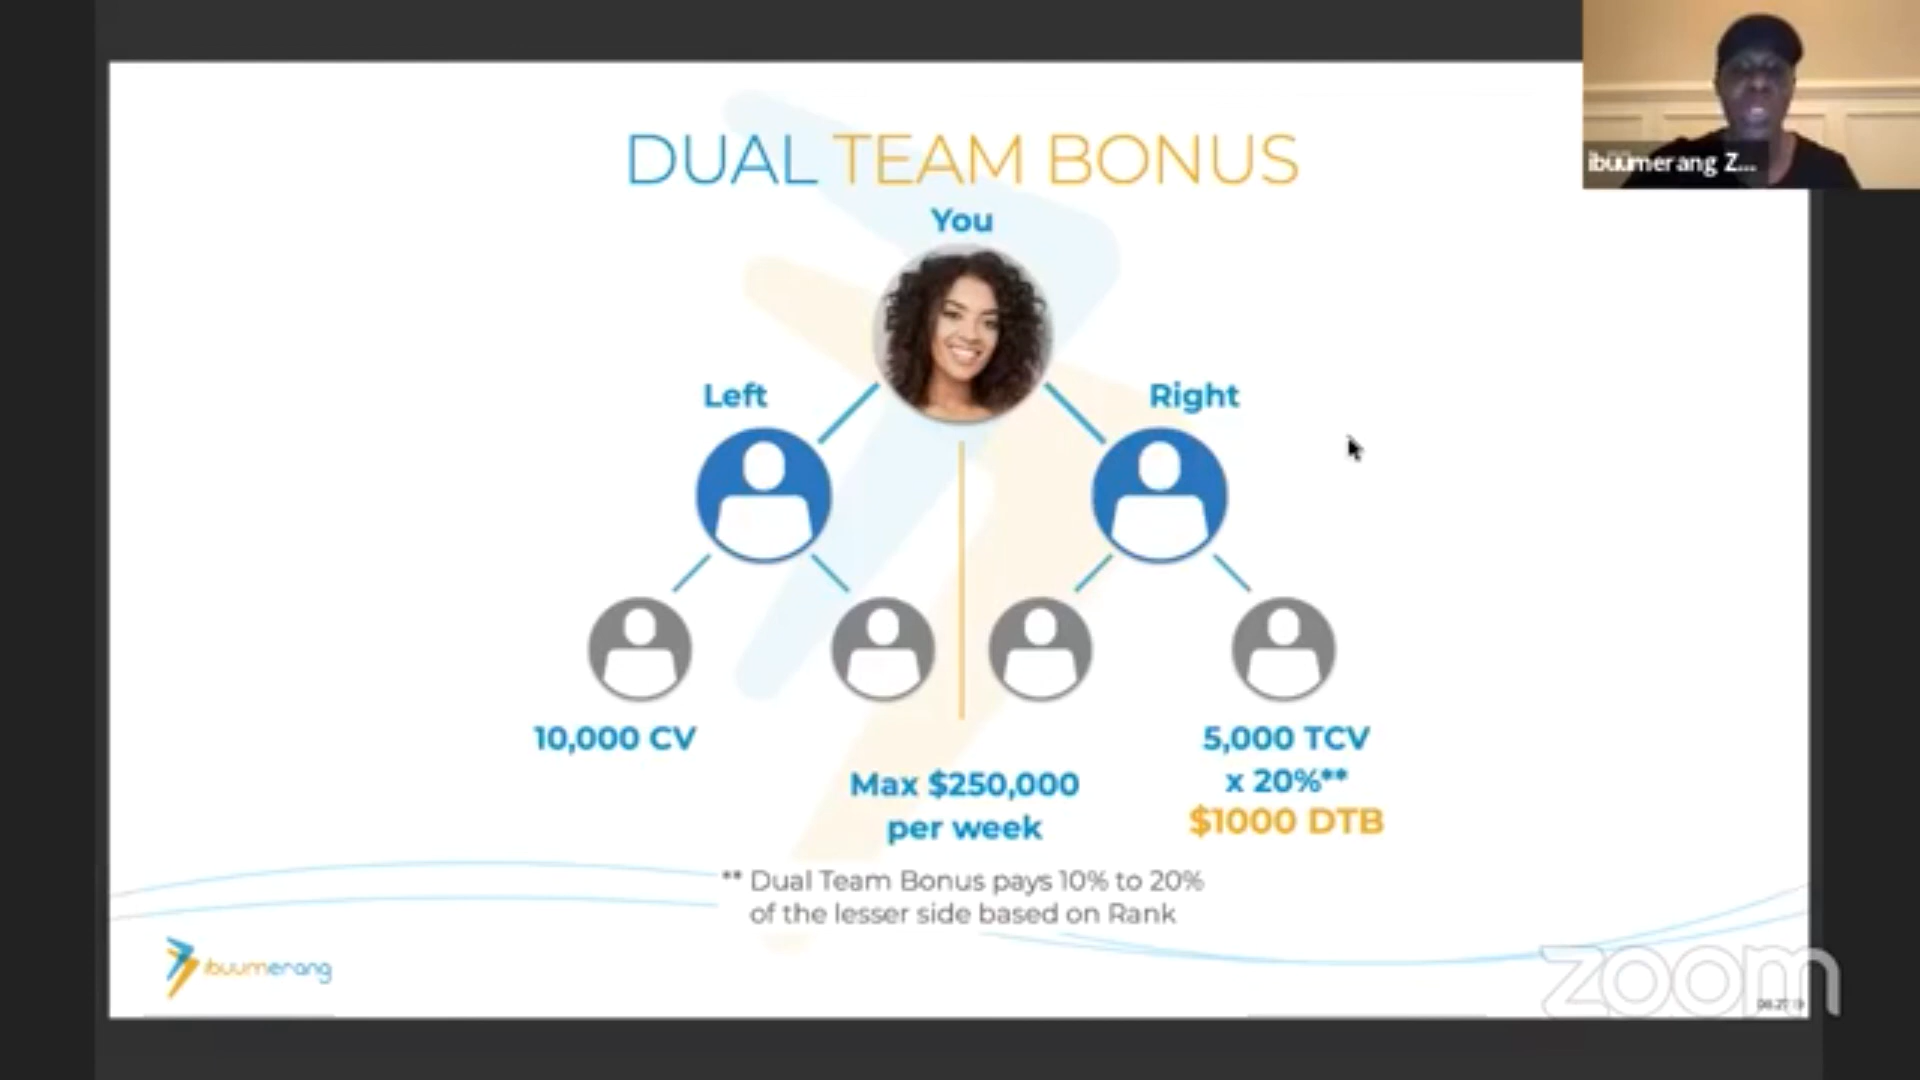 DUAL TEAM BONUS
ibüümerang Z...
You
Left
Right
10,000 CV
5,000 TCV
x 20%**
$1000 DTB
Max $250,000
per week
** Dual Team Bonus pays 10% to 20%
of the lesser side based on Rank
ibuumerang
zoom